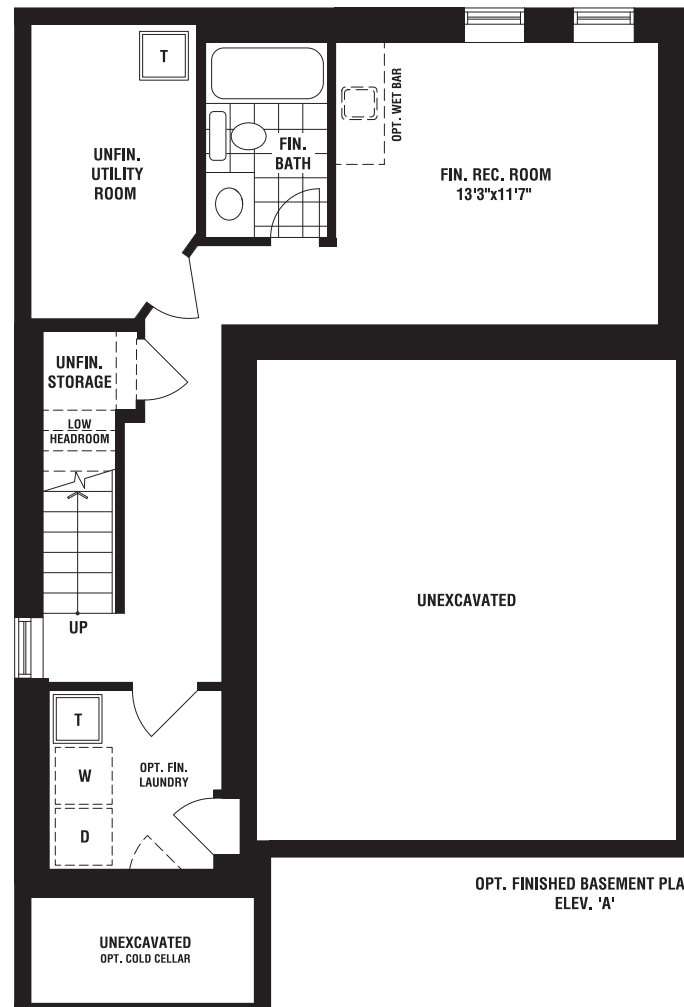 T
UNFIN.
UTILITY
ROOM
FIN.
BATH
OPT. WET BAR
FIN. REC. ROOM
13'3"x11'7"
UNFIN.
STORAGE
LOW
HEADROOM
UP
UNEXCAVATED
T
W
D
OPT. FIN.
LAUNDRY
OPT. FINISHED BASEMENT PLA
ELEV. 'A'
UNEXCAVATED
OPT. COLD CELLAR